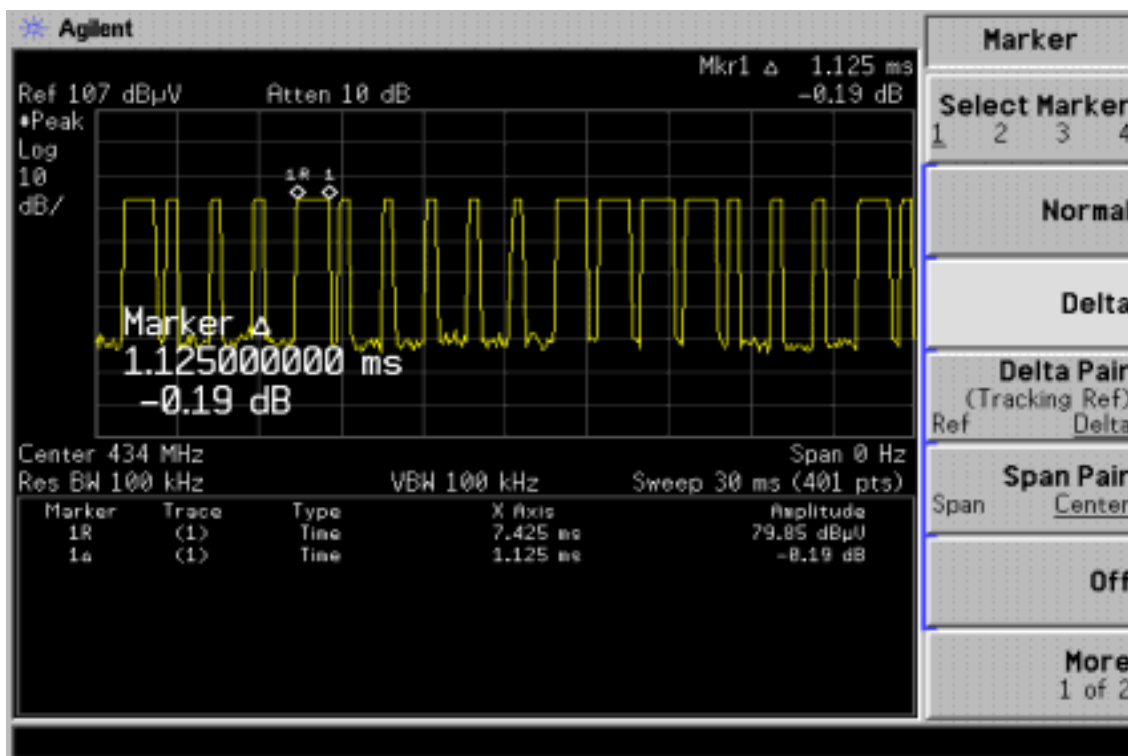 Agilent
Mkr1 Δ 1.125 ms
Ref 107 dBµV Atten 10 dB -0.19 dB
Peak
Log
10
dB/
1R 1
Marker Δ
1.125000000 ms
-0.19 dB
Center 434 MHz Span 0 Hz
Res BW 100 kHz VBW 100 kHz Sweep 30 ms (401 pts)
Marker Trace Type X Axis Amplitude
1R (1) Time 7.425 ms 79.85 dBµV
1Δ (1) Time 1.125 ms -0.19 dB
Marker
Select Marker
1 2 3 4
Normal
Delta
Delta Pair
(Tracking Ref)
Ref Delta
Span Pair
Span Center
Off
More
1 of 2